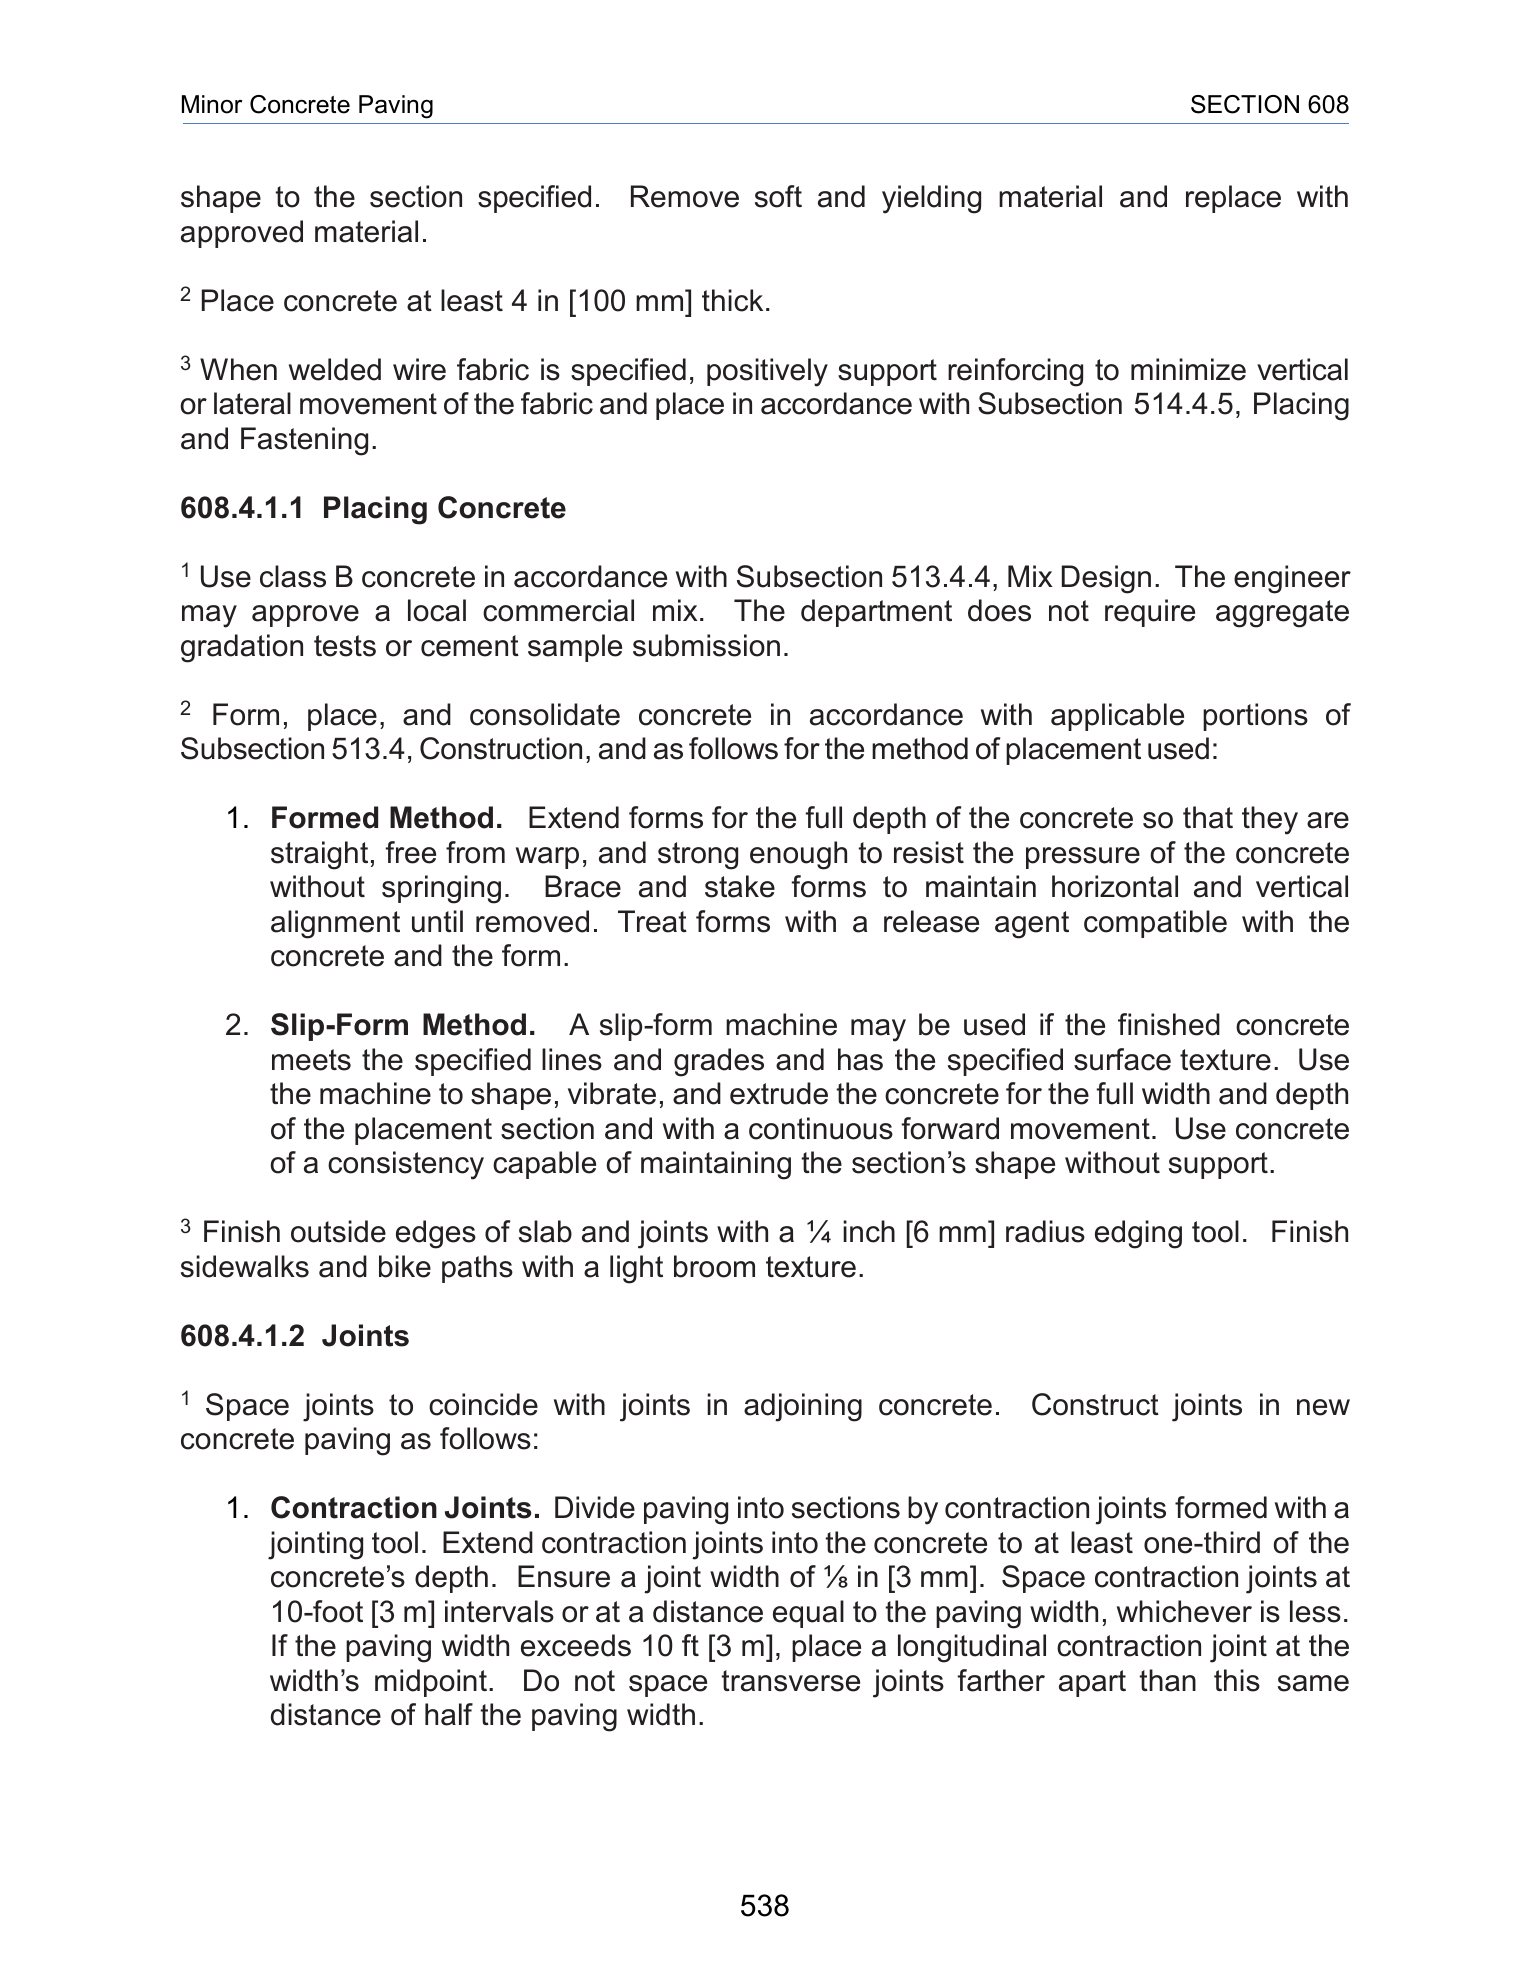 Minor Concrete Paving SECTION 608
shape to the section specified. Remove soft and yielding material and replace with
approved material.
2 Place concrete at least 4 in [100 mm] thick.
3 When welded wire fabric is specified, positively support reinforcing to minimize vertical
or lateral movement of the fabric and place in accordance with Subsection 514.4.5, Placing
and Fastening.
608.4.1.1 Placing Concrete
1 Use class B concrete in accordance with Subsection 513.4.4, Mix Design. The engineer
may approve a local commercial mix. The department does not require aggregate
gradation tests or cement sample submission.
2 Form, place, and consolidate concrete in accordance with applicable portions of
Subsection 513.4, Construction, and as follows for the method of placement used:
1. Formed Method. Extend forms for the full depth of the concrete so that they are
straight, free from warp, and strong enough to resist the pressure of the concrete
without springing. Brace and stake forms to maintain horizontal and vertical
alignment until removed. Treat forms with a release agent compatible with the
concrete and the form.
2. Slip-Form Method. A slip-form machine may be used if the finished concrete
meets the specified lines and grades and has the specified surface texture. Use
the machine to shape, vibrate, and extrude the concrete for the full width and depth
of the placement section and with a continuous forward movement. Use concrete
of a consistency capable of maintaining the section’s shape without support.
3 Finish outside edges of slab and joints with a ¼ inch [6 mm] radius edging tool. Finish
sidewalks and bike paths with a light broom texture.
608.4.1.2 Joints
1 Space joints to coincide with joints in adjoining concrete. Construct joints in new
concrete paving as follows:
1. Contraction Joints. Divide paving into sections by contraction joints formed with a
jointing tool. Extend contraction joints into the concrete to at least one-third of the
concrete’s depth. Ensure a joint width of ⅛ in [3 mm]. Space contraction joints at
10-foot [3 m] intervals or at a distance equal to the paving width, whichever is less.
If the paving width exceeds 10 ft [3 m], place a longitudinal contraction joint at the
width’s midpoint. Do not space transverse joints farther apart than this same
distance of half the paving width.
538